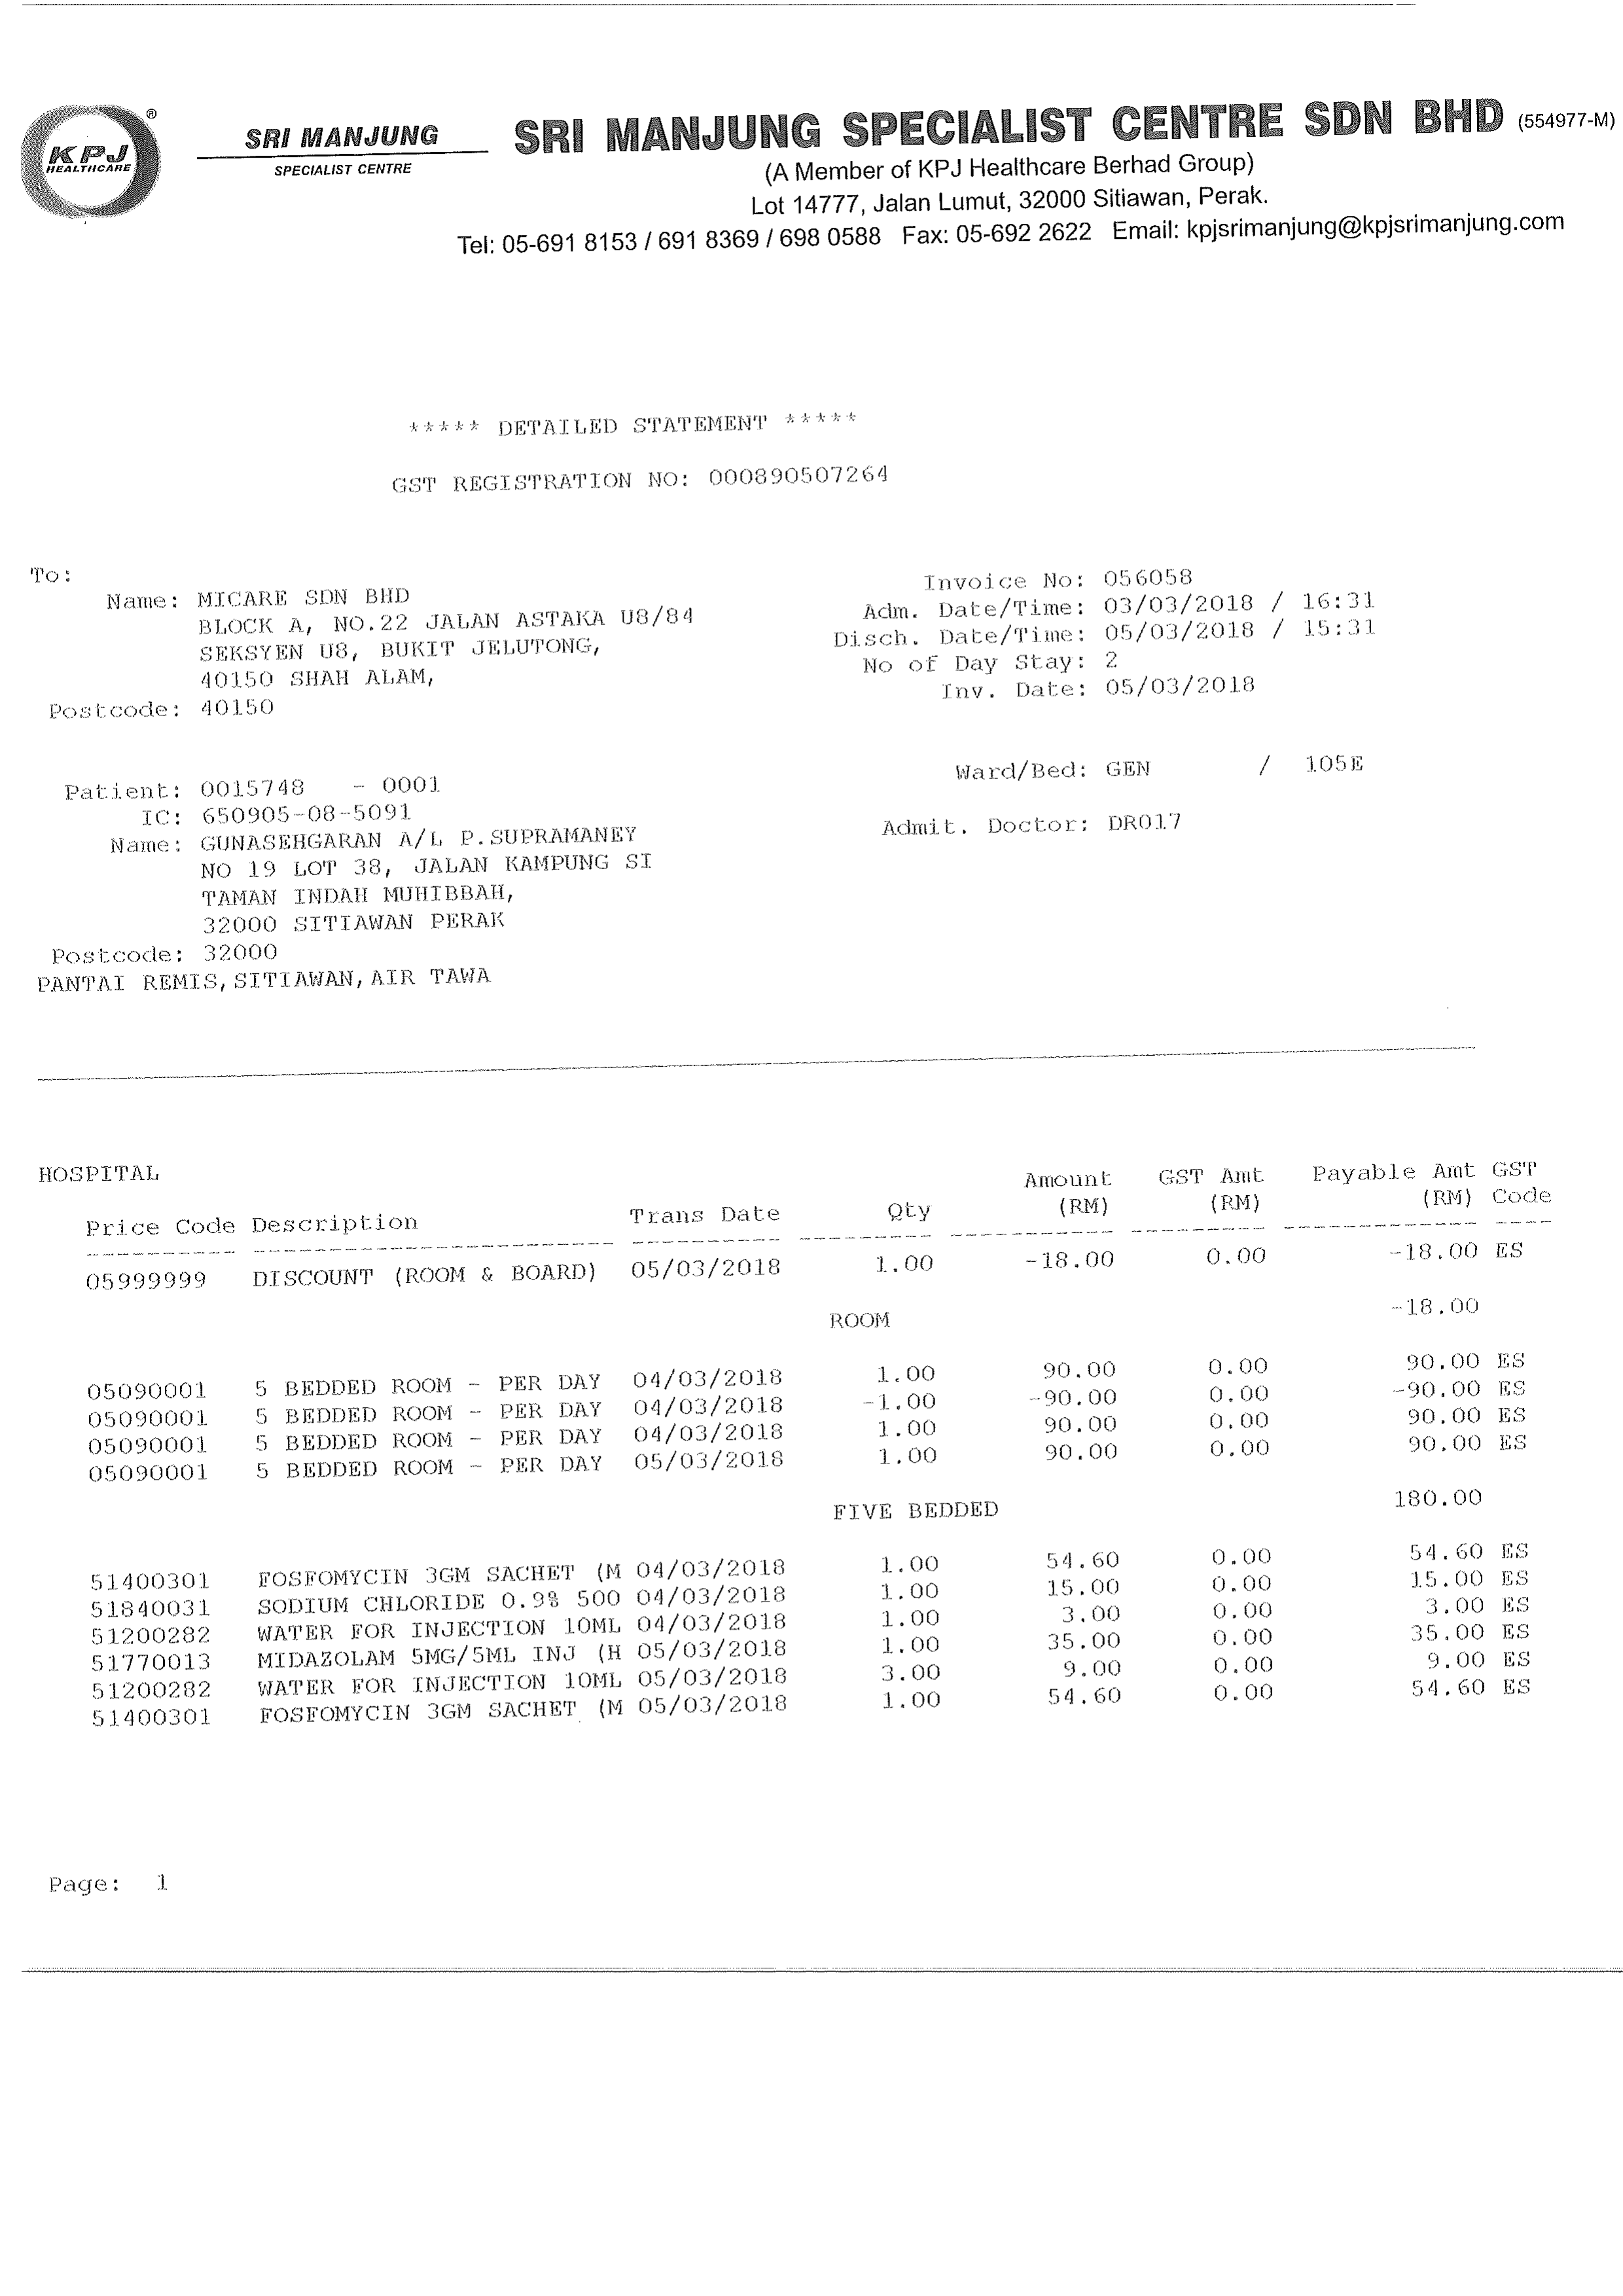 KPJ HEALTHCARE ®
SRI MANJUNG
SPECIALIST CENTRE
SRI MANJUNG SPECIALIST CENTRE SDN BHD (554977-M)
(A Member of KPJ Healthcare Berhad Group)
Lot 14777, Jalan Lumut, 32000 Sitiawan, Perak.
Tel: 05-691 8153 / 691 8369 / 698 0588 Fax: 05-692 2622 Email: kpjsrimanjung@kpjsrimanjung.com
***** DETAILED STATEMENT *****
GST REGISTRATION NO: 000890507264
To:
Name: MICARE SDN BHD
BLOCK A, NO.22 JALAN ASTAKA U8/84
SEKSYEN U8, BUKIT JELUTONG,
40150 SHAH ALAM,
Postcode: 40150
Invoice No: 056058
Adm. Date/Time: 03/03/2018 / 16:31
Disch. Date/Time: 05/03/2018 / 15:31
No of Day Stay: 2
Inv. Date: 05/03/2018
Patient: 0015748 - 0001
IC: 650905-08-5091
Name: GUNASEHGARAN A/L P.SUPRAMANEY
NO 19 LOT 38, JALAN KAMPUNG SI
TAMAN INDAH MUHIBBAH,
32000 SITIAWAN PERAK
Postcode: 32000
PANTAI REMIS,SITIAWAN,AIR TAWA
Ward/Bed: GEN / 105E
Admit. Doctor: DR017
HOSPITAL
Amount GST Amt Payable Amt GST
Price Code Description Trans Date Qty (RM) (RM) (RM) Code
05999999 DISCOUNT (ROOM & BOARD) 05/03/2018 1.00 -18.00 0.00 -18.00 ES
ROOM -18.00
05090001 5 BEDDED ROOM - PER DAY 04/03/2018 1.00 90.00 0.00 90.00 ES
05090001 5 BEDDED ROOM - PER DAY 04/03/2018 -1.00 -90.00 0.00 -90.00 ES
05090001 5 BEDDED ROOM - PER DAY 04/03/2018 1.00 90.00 0.00 90.00 ES
05090001 5 BEDDED ROOM - PER DAY 05/03/2018 1.00 90.00 0.00 90.00 ES
FIVE BEDDED 180.00
51400301 FOSFOMYCIN 3GM SACHET (M 04/03/2018 1.00 54.60 0.00 54.60 ES
51840031 SODIUM CHLORIDE 0.9% 500 04/03/2018 1.00 15.00 0.00 15.00 ES
51200282 WATER FOR INJECTION 10ML 04/03/2018 1.00 3.00 0.00 3.00 ES
51770013 MIDAZOLAM 5MG/5ML INJ (H 05/03/2018 1.00 35.00 0.00 35.00 ES
51200282 WATER FOR INJECTION 10ML 05/03/2018 3.00 9.00 0.00 9.00 ES
51400301 FOSFOMYCIN 3GM SACHET (M 05/03/2018 1.00 54.60 0.00 54.60 ES
Page: 1